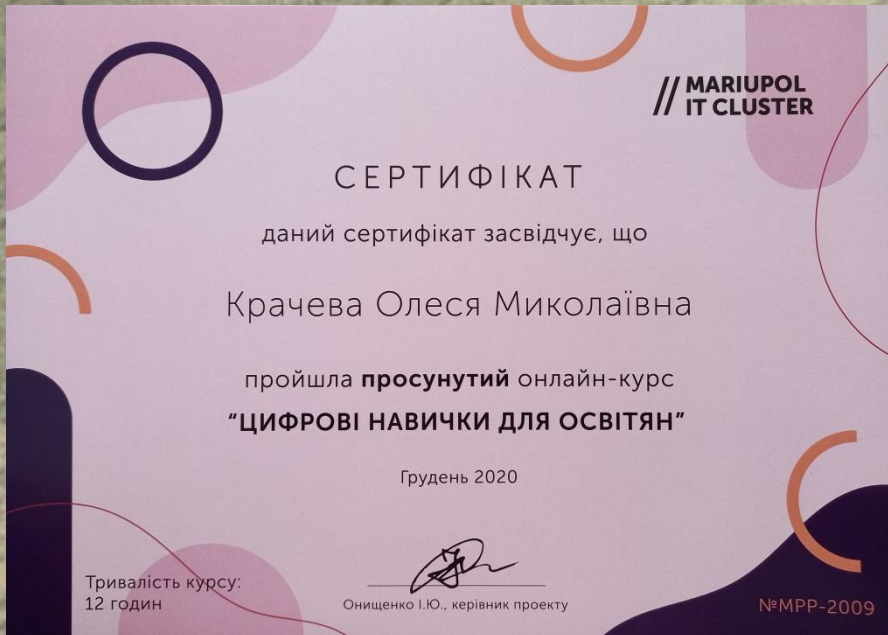 // MARIUPOL
IT CLUSTER
СЕРТИФІКАТ
даний сертифікат засвідчує, що
Крачева Олеся Миколаївна
пройшла просунутий онлайн-курс
“ЦИФРОВІ НАВИЧКИ ДЛЯ ОСВІТЯН”
Грудень 2020
Тривалість курсу:
12 годин
Онищенко І.Ю., керівник проекту
№МРР-2009